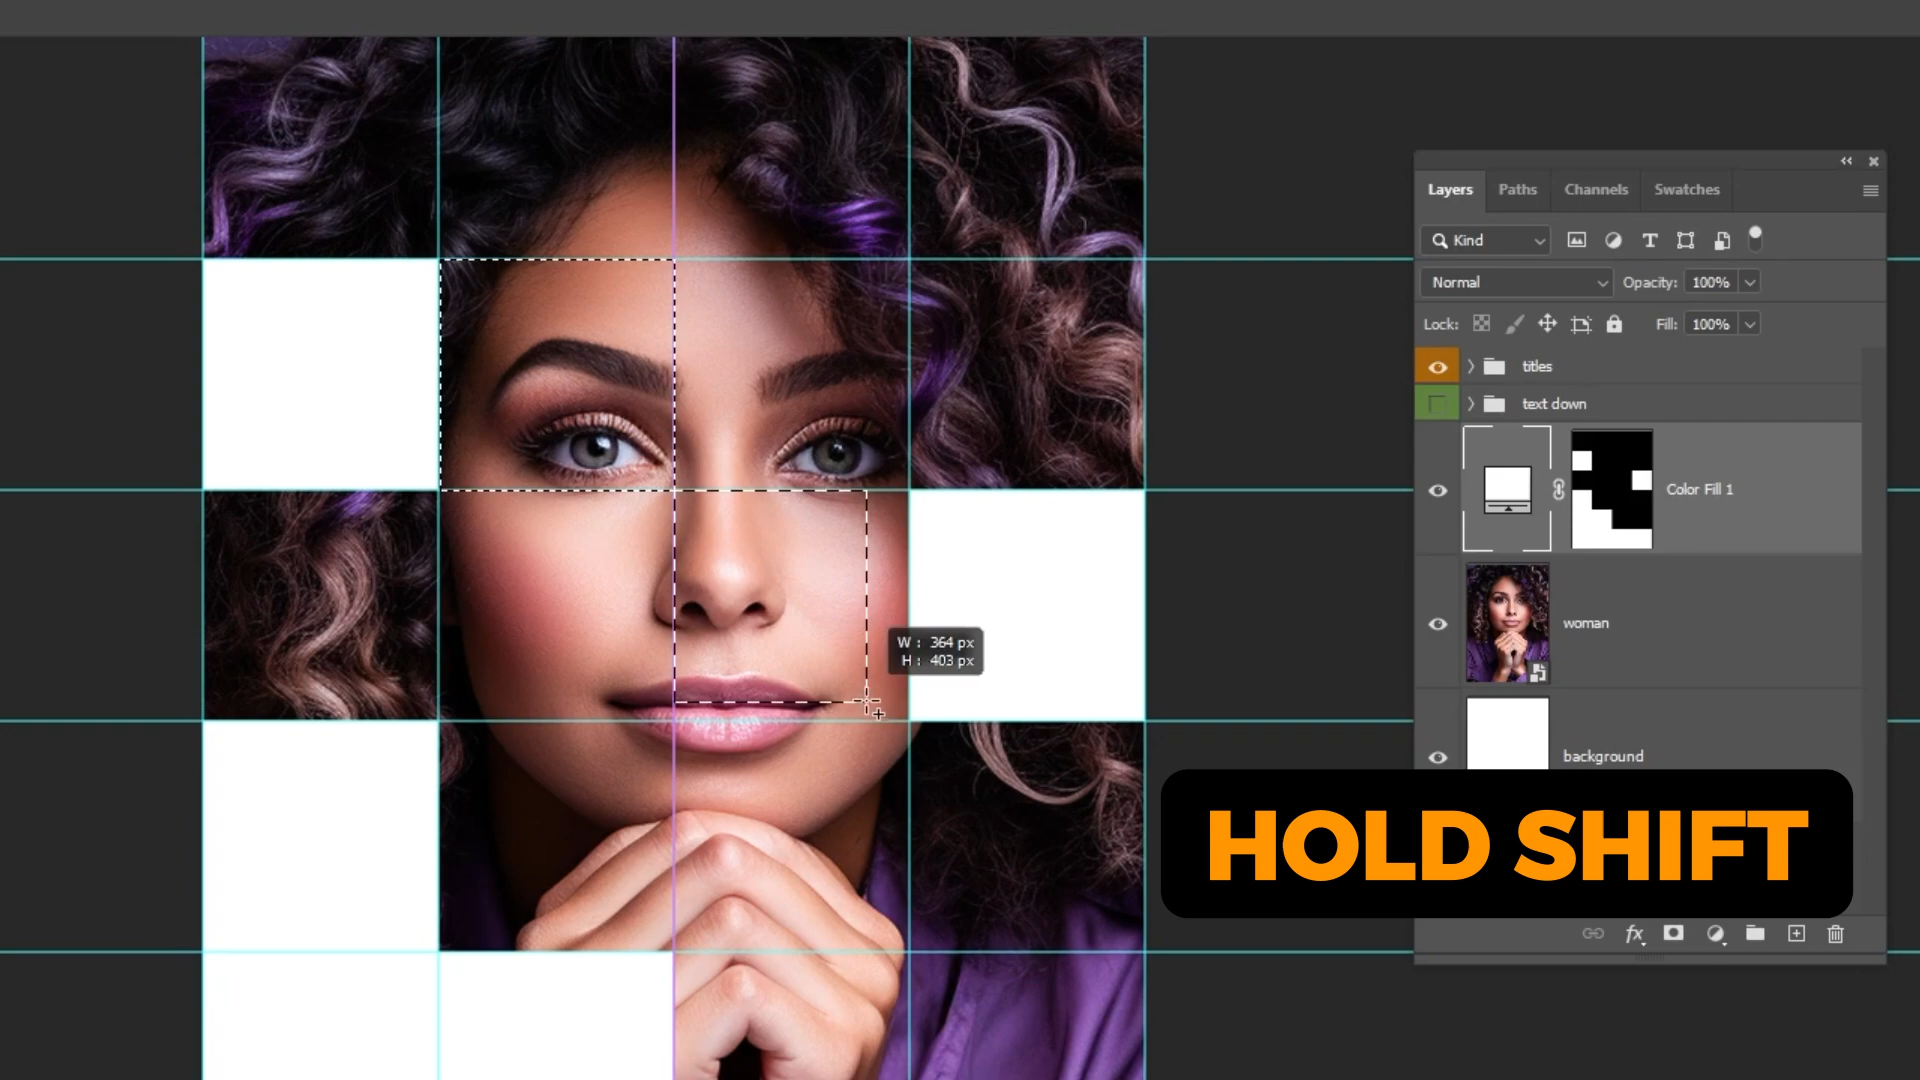 Layers Paths Channels Swatches
Kind
Normal Opacity: 100%
Lock: Fill: 100%
titles
text down
Color Fill 1
woman
background
W : 364 px
H : 403 px
HOLD SHIFT
fx